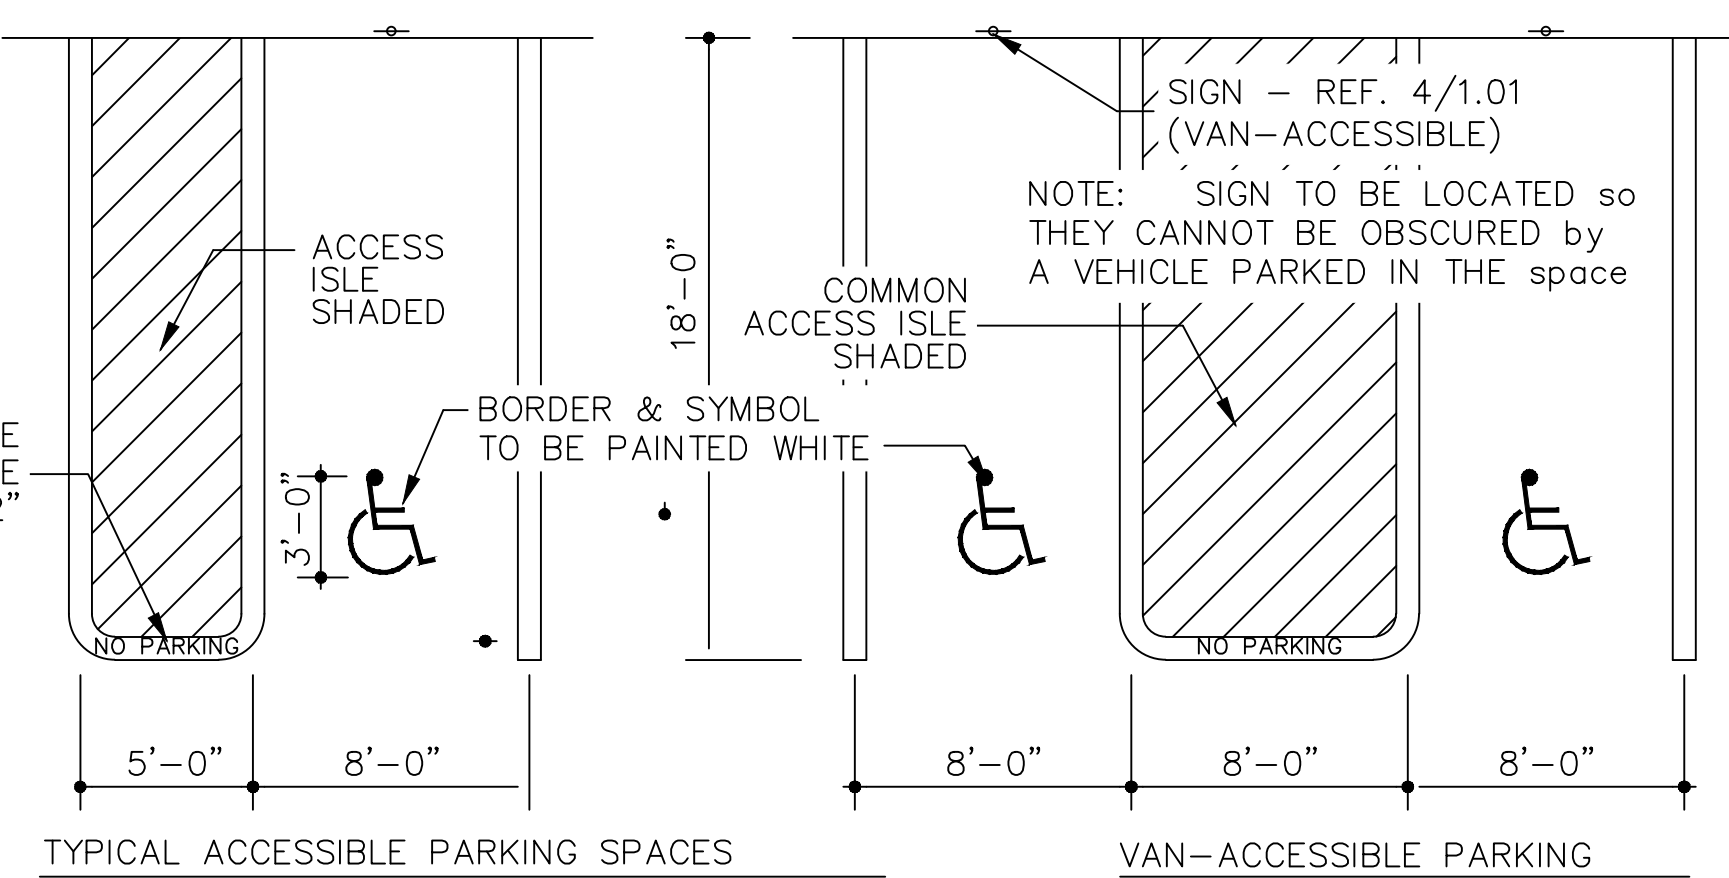 SIGN – REF. 4/1.01
(VAN–ACCESSIBLE)
NOTE: SIGN TO BE LOCATED so
THEY CANNOT BE OBSCURED by
A VEHICLE PARKED IN THE space
ACCESS
ISLE
SHADED
18'–0"
COMMON
ACCESS ISLE
SHADED
BORDER & SYMBOL
TO BE PAINTED WHITE
E
E
2"
3'–0"
NO PARKING
NO PARKING
5'–0"
8'–0"
8'–0"
8'–0"
8'–0"
TYPICAL ACCESSIBLE PARKING SPACES
VAN–ACCESSIBLE PARKING